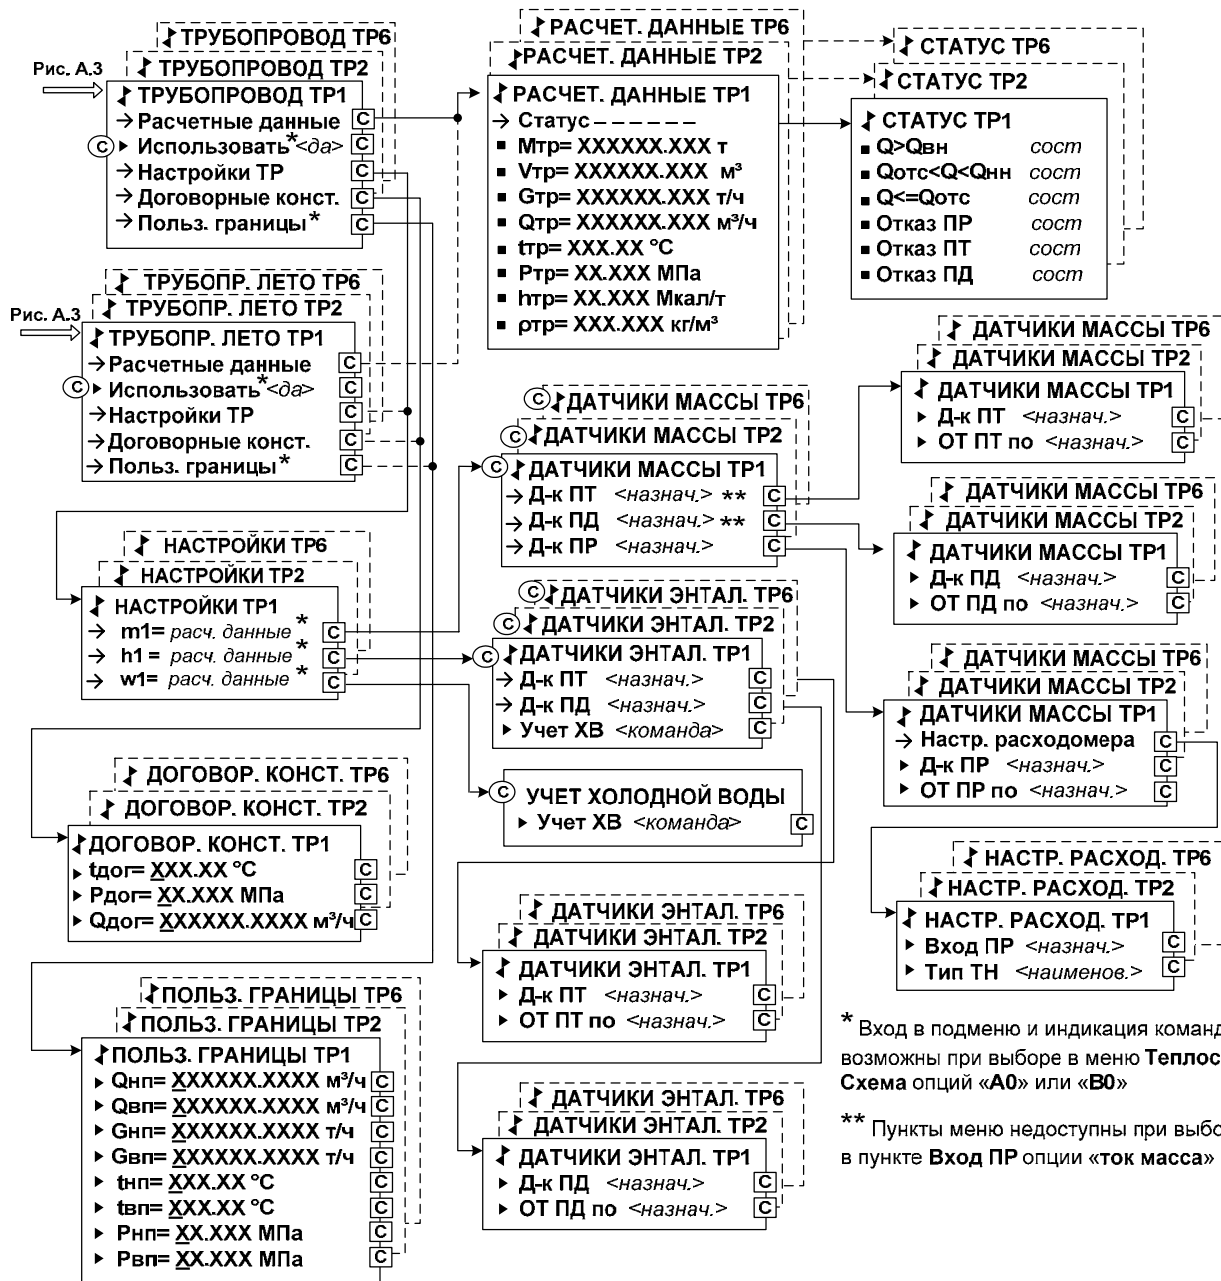 ТРУБОПРОВОД ТР6
ТРУБОПРОВОД ТР2
Рис. А.3
ТРУБОПРОВОД ТР1
→ Расчетные данные C
C ▸ Использовать* <да> C
→ Настройки ТР C
→ Договорные конст. C
→ Польз. границы* C
ТРУБОПР. ЛЕТО ТР6
ТРУБОПР. ЛЕТО ТР2
Рис. А.3
ТРУБОПР. ЛЕТО ТР1
→ Расчетные данные C
C ▸ Использовать* <да> C
→ Настройки ТР C
→ Договорные конст. C
→ Польз. границы* C
НАСТРОЙКИ ТР6
НАСТРОЙКИ ТР2
НАСТРОЙКИ ТР1
→ m1= расч. данные* C
→ h1 = расч. данные* C
→ w1= расч. данные* C
ДОГОВОР. КОНСТ. ТР6
ДОГОВОР. КОНСТ. ТР2
ДОГОВОР. КОНСТ. ТР1
▸ tдог= XXX.XX °C C
▸ Pдог= XX.XXX МПа C
▸ Qдог= XXXXXX.XXXX м³/ч C
ПОЛЬЗ. ГРАНИЦЫ ТР6
ПОЛЬЗ. ГРАНИЦЫ ТР2
ПОЛЬЗ. ГРАНИЦЫ ТР1
▸ Qнп= XXXXXX.XXXX м³/ч C
▸ Qвп= XXXXXX.XXXX м³/ч C
▸ Gнп= XXXXXX.XXXX т/ч C
▸ Gвп= XXXXXX.XXXX т/ч C
▸ tнп= XXX.XX °C C
▸ tвп= XXX.XX °C C
▸ Pнп= XX.XXX МПа C
▸ Pвп= XX.XXX МПа C
РАСЧЕТ. ДАННЫЕ ТР6
РАСЧЕТ. ДАННЫЕ ТР2
РАСЧЕТ. ДАННЫЕ ТР1
→ Статус – – – – – –
▪ Mтр= XXXXXX.XXX т
▪ Vтр= XXXXXX.XXX м³
▪ Gтр= XXXXXX.XXX т/ч
▪ Qтр= XXXXXX.XXX м³/ч
▪ tтр= XXX.XX °C
▪ Pтр= XX.XXX МПа
▪ hтр= XX.XXX Мкал/т
▪ ρтр= XXX.XXX кг/м³
СТАТУС ТР6
СТАТУС ТР2
СТАТУС ТР1
▪ Q>Qвн сост
▪ Qотс<Q<Qнн сост
▪ Q<=Qотс сост
▪ Отказ ПР сост
▪ Отказ ПТ сост
▪ Отказ ПД сост
C ДАТЧИКИ МАССЫ ТР6
C ДАТЧИКИ МАССЫ ТР2
C ДАТЧИКИ МАССЫ ТР1
→ Д-к ПТ <назнач.> ** C
→ Д-к ПД <назнач.> ** C
→ Д-к ПР <назнач.> C
C ДАТЧИКИ ЭНТАЛ. ТР6
C ДАТЧИКИ ЭНТАЛ. ТР2
C ДАТЧИКИ ЭНТАЛ. ТР1
→ Д-к ПТ <назнач.> C
→ Д-к ПД <назнач.> C
▸ Учет ХВ <команда> C
C УЧЕТ ХОЛОДНОЙ ВОДЫ
▸ Учет ХВ <команда> C
ДАТЧИКИ ЭНТАЛ. ТР6
ДАТЧИКИ ЭНТАЛ. ТР2
ДАТЧИКИ ЭНТАЛ. ТР1
▸ Д-к ПТ <назнач.> C
▸ ОТ ПТ по <назнач.> C
ДАТЧИКИ ЭНТАЛ. ТР6
ДАТЧИКИ ЭНТАЛ. ТР2
ДАТЧИКИ ЭНТАЛ. ТР1
▸ Д-к ПД <назнач.> C
▸ ОТ ПД по <назнач.> C
ДАТЧИКИ МАССЫ ТР6
ДАТЧИКИ МАССЫ ТР2
ДАТЧИКИ МАССЫ ТР1
▸ Д-к ПТ <назнач.> C
▸ ОТ ПТ по <назнач.> C
ДАТЧИКИ МАССЫ ТР6
ДАТЧИКИ МАССЫ ТР2
ДАТЧИКИ МАССЫ ТР1
▸ Д-к ПД <назнач.> C
▸ ОТ ПД по <назнач.> C
ДАТЧИКИ МАССЫ ТР6
ДАТЧИКИ МАССЫ ТР2
ДАТЧИКИ МАССЫ ТР1
→ Настр. расходомера C
▸ Д-к ПР <назнач.> C
▸ ОТ ПР по <назнач.> C
НАСТР. РАСХОД. ТР6
НАСТР. РАСХОД. ТР2
НАСТР. РАСХОД. ТР1
▸ Вход ПР <назнач.> C
▸ Тип ТН <наименов.> C
* Вход в подменю и индикация команд
возможны при выборе в меню Теплос
Схема опций «А0» или «В0»
** Пункты меню недоступны при выбо
в пункте Вход ПР опции «ток масса»